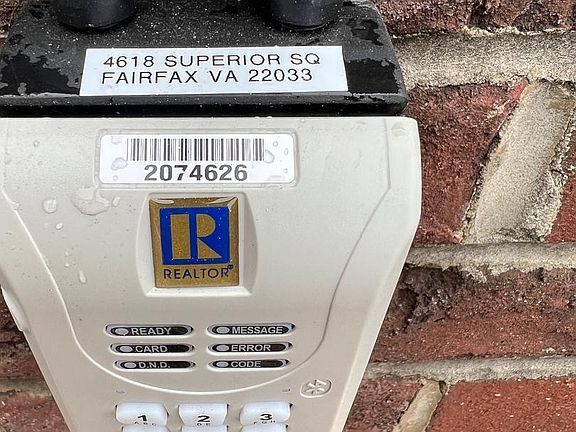 4618 SUPERIOR SQ
FAIRFAX VA 22033
2074626
R
REALTOR
READY MESSAGE
CARD ERROR
D.N.D. CODE
1 2 3